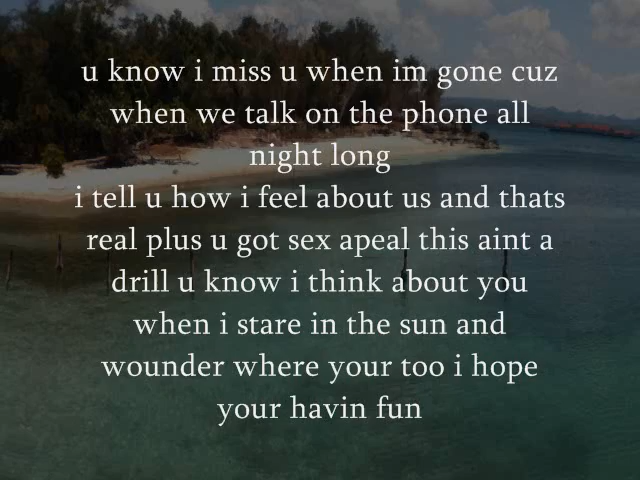 u know i miss u when im gone cuz
when we talk on the phone all
night long
i tell u how i feel about us and thats
real plus u got sex apeal this aint a
drill u know i think about you
when i stare in the sun and
wounder where your too i hope
your havin fun